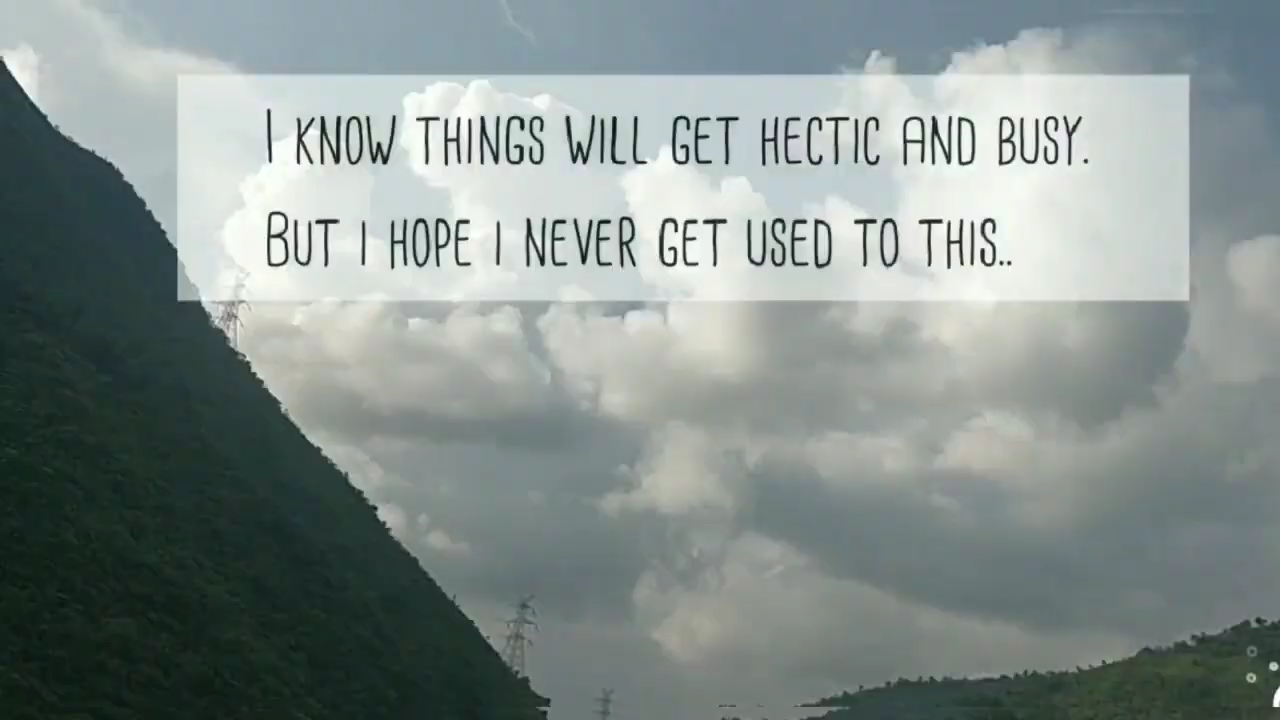 I KNOW THINGS WILL GET HECTIC AND BUSY.
BUT I HOPE I NEVER GET USED TO THIS..